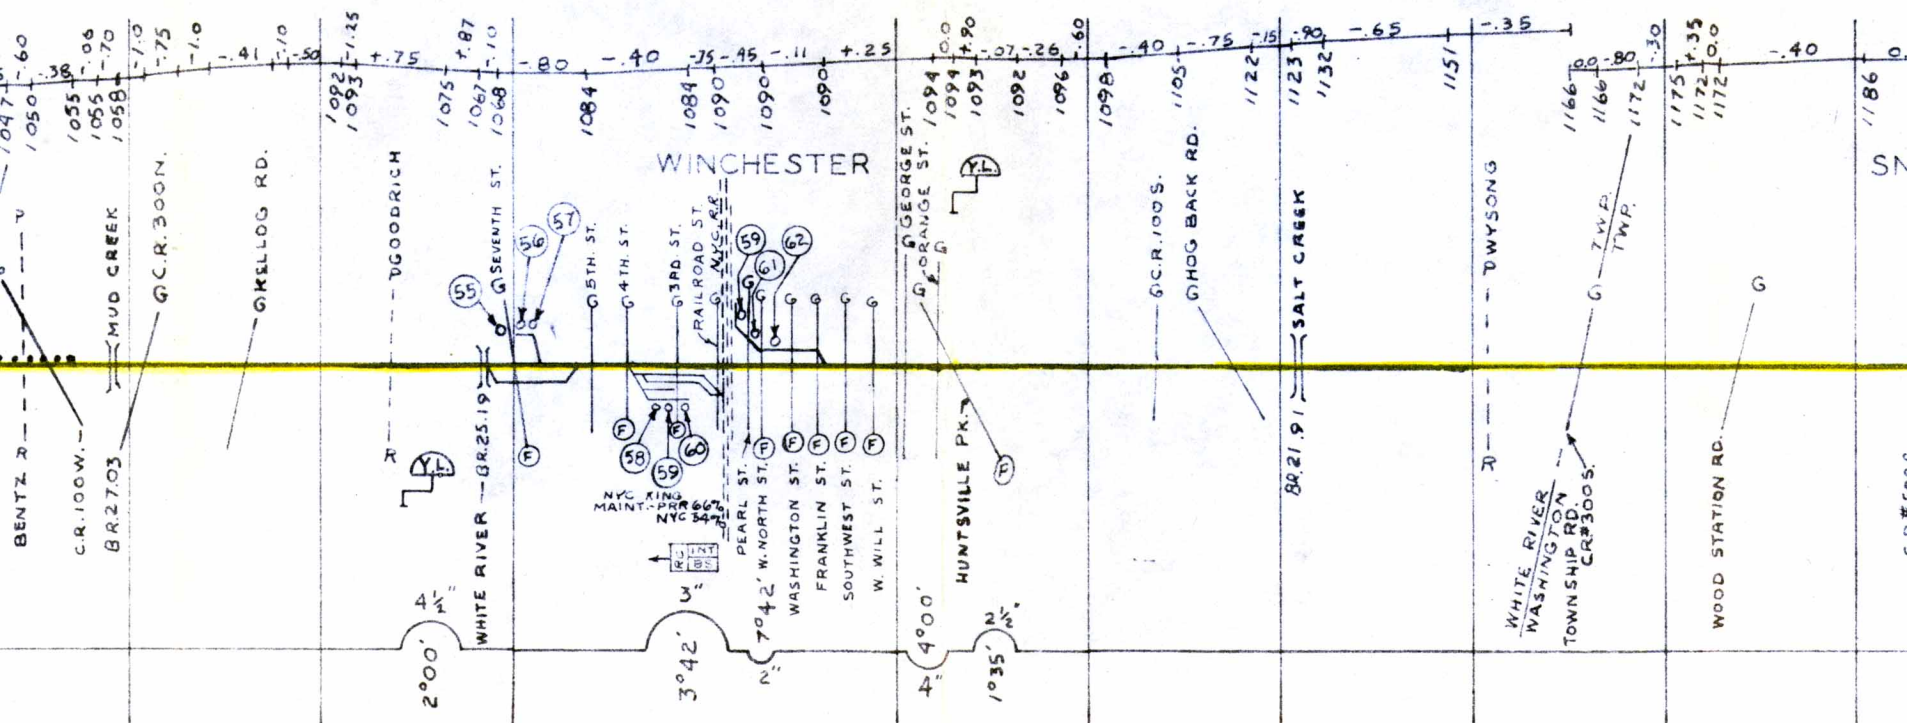 -.60 -.38 -.06 -.70 -1.0 -.75 -1.0 -.41 -.10 -.50 -1.25 +.75 +.87 -.10 -.80 -.40 -.75 -.45 -.11 +.25 0.0 +.90 -.07 -.26 .60 -.40 -.75 -.15 -.90 -.65 -.35 0.0 -.80 -.30 +.35 0.0 -.40 0.
1047 1050 1055 1055 1058 1092 1093 1075 1067 1068 1084 1084 1090 1090 1090 1094 1094 1093 1092 1096 1098 1105 1122 1123 1132 1151 1166 1166 1172 1175 1172 1172 1186
WINCHESTER
SN
BENTZ R
C.R.100W.
BR.27.03
MUD CREEK
G C.R. 300N.
G KELLOG RD.
GOODRICH
R
Y.L.
WHITE RIVER BR.25.19
G SEVENTH ST.
55
56
57
F
G 5TH. ST.
G 4TH. ST.
G 3RD. ST.
RAILROAD ST.
NYC R.R.
G
F
F
58
59
60
59
61
62
G G G G G G
NYC XING
MAINT.-PRR 66%
NYC 34%
INT
PEARL ST.
W. NORTH ST.
WASHINGTON ST.
FRANKLIN ST.
SOUTHWEST ST.
W. WILL ST.
F F F F F
G GEORGE ST.
ORANGE ST.
G
G
Y.L.
HUNTSVILLE PK.
F
G C.R.100S.
G HOG BACK RD.
SALT CREEK
BR.21.91
WYSONG
R
TWP.
TWP.
G
WHITE RIVER
WASHINGTON
TOWNSHIP RD.
CR#300S.
G
WOOD STATION RD.
4½"
2°00'
3"
3°42'
7°42'
2"
4°00'
4"
2½"
1°35'